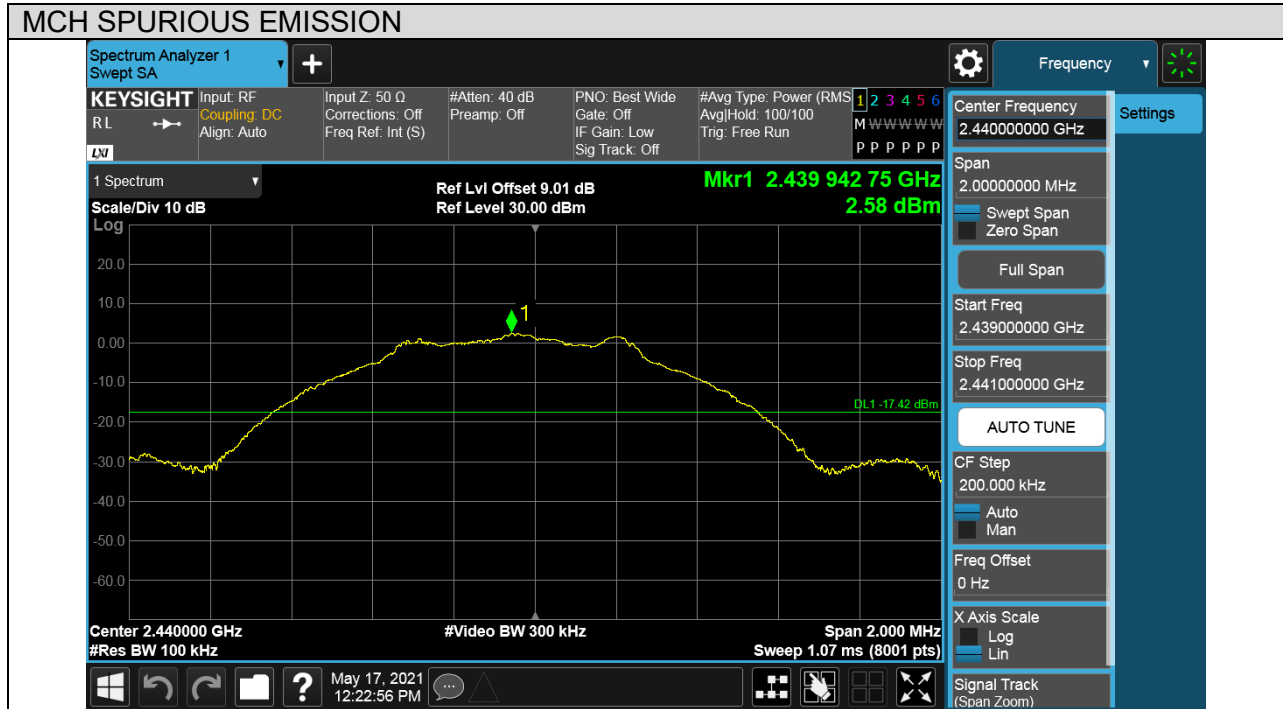 MCH SPURIOUS EMISSION
Spectrum Analyzer 1
Swept SA
+
Frequency
KEYSIGHT
RL
LXI
Input: RF
Coupling: DC
Align: Auto
Input Z: 50 Ω
Corrections: Off
Freq Ref: Int (S)
#Atten: 40 dB
Preamp: Off
PNO: Best Wide
Gate: Off
IF Gain: Low
Sig Track: Off
#Avg Type: Power (RMS
Avg|Hold: 100/100
Trig: Free Run
1 2 3 4 5 6
M W W W W W
P P P P P P
1 Spectrum
Scale/Div 10 dB
Ref Lvl Offset 9.01 dB
Ref Level 30.00 dBm
Mkr1 2.439 942 75 GHz
2.58 dBm
Log
20.0
10.0
0.00
-10.0
-20.0
-30.0
-40.0
-50.0
-60.0
1
DL1 -17.42 dBm
Center 2.440000 GHz
#Res BW 100 kHz
#Video BW 300 kHz
Span 2.000 MHz
Sweep 1.07 ms (8001 pts)
Center Frequency
2.440000000 GHz
Settings
Span
2.00000000 MHz
Swept Span
Zero Span
Full Span
Start Freq
2.439000000 GHz
Stop Freq
2.441000000 GHz
AUTO TUNE
CF Step
200.000 kHz
Auto
Man
Freq Offset
0 Hz
X Axis Scale
Log
Lin
Signal Track
(Span Zoom)
?
May 17, 2021
12:22:56 PM